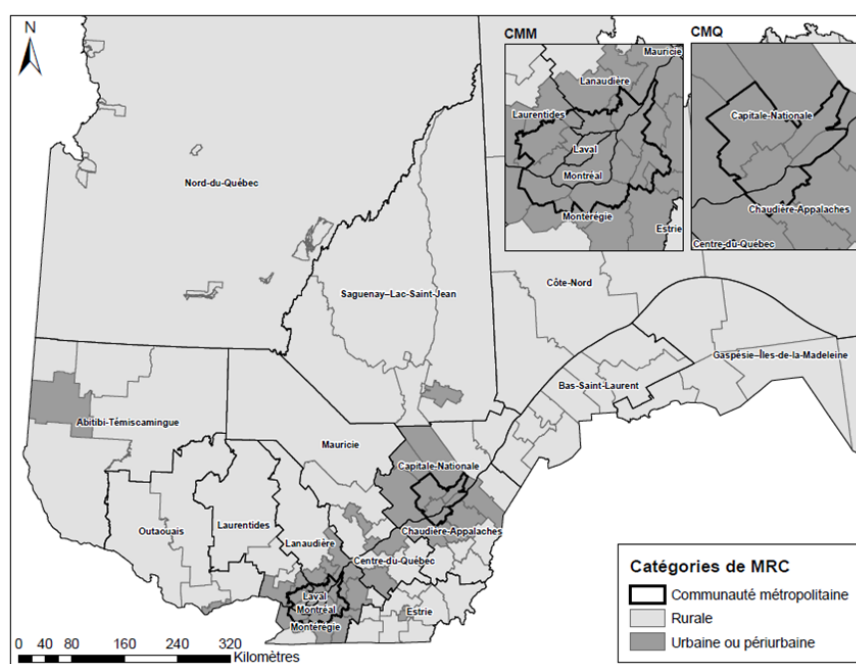 N
CMM
CMQ
Mauricie
Lanaudière
Laurentides
Laval
Montréal
Montérégie
Estrie
Capitale-Nationale
Chaudière-Appalaches
Centre-du-Québec
Nord-du-Québec
Saguenay–Lac-Saint-Jean
Côte-Nord
Gaspésie–Îles-de-la-Madeleine
Bas-Saint-Laurent
Abitibi-Témiscamingue
Mauricie
Capitale-Nationale
Outaouais
Laurentides
Lanaudière
Chaudière-Appalaches
Centre-du-Québec
Laval
Montréal
Montérégie
Estrie
Catégories de MRC
Communauté métropolitaine
Rurale
Urbaine ou périurbaine
0 40 80 160 240 320
Kilomètres